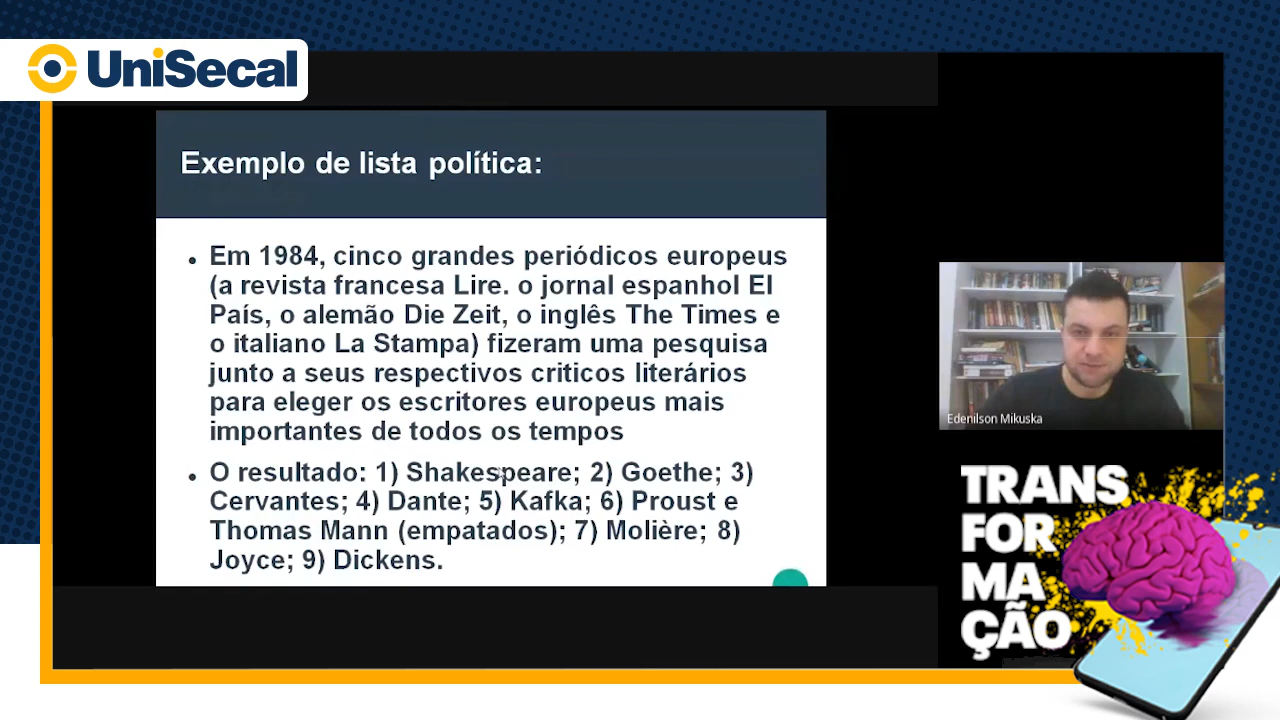 UniSecal
Exemplo de lista política:
• Em 1984, cinco grandes periódicos europeus
(a revista francesa Lire. o jornal espanhol El
País, o alemão Die Zeit, o inglês The Times e
o italiano La Stampa) fizeram uma pesquisa
junto a seus respectivos criticos literários
para eleger os escritores europeus mais
importantes de todos os tempos
• O resultado: 1) Shakespeare; 2) Goethe; 3)
Cervantes; 4) Dante; 5) Kafka; 6) Proust e
Thomas Mann (empatados); 7) Molière; 8)
Joyce; 9) Dickens.
Edenilson Mikuska
TRANS
FOR
MA
ÇÃO